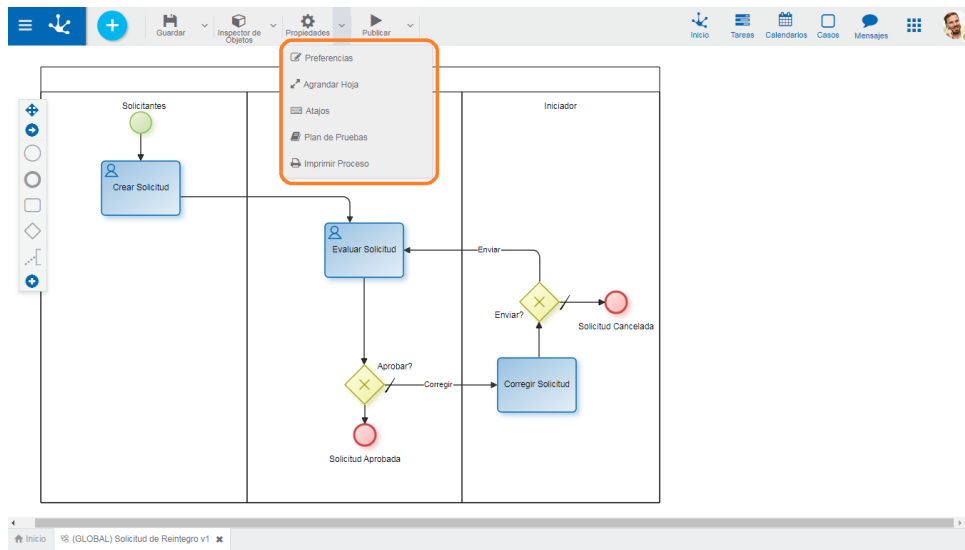 Guardar
Inspector de
Objetos
Propiedades
Publicar
Inicio
Tareas
Calendarios
Casos
Mensajes
Preferencias
Agrandar Hoja
Atajos
Plan de Pruebas
Imprimir Proceso
Solicitantes
Iniciador
Crear Solicitud
Evaluar Solicitud
Enviar
Enviar?
Solicitud Cancelada
Aprobar?
Corregir
Corregir Solicitud
Solicitud Aprobada
Inicio
(GLOBAL) Solicitud de Reintegro v1